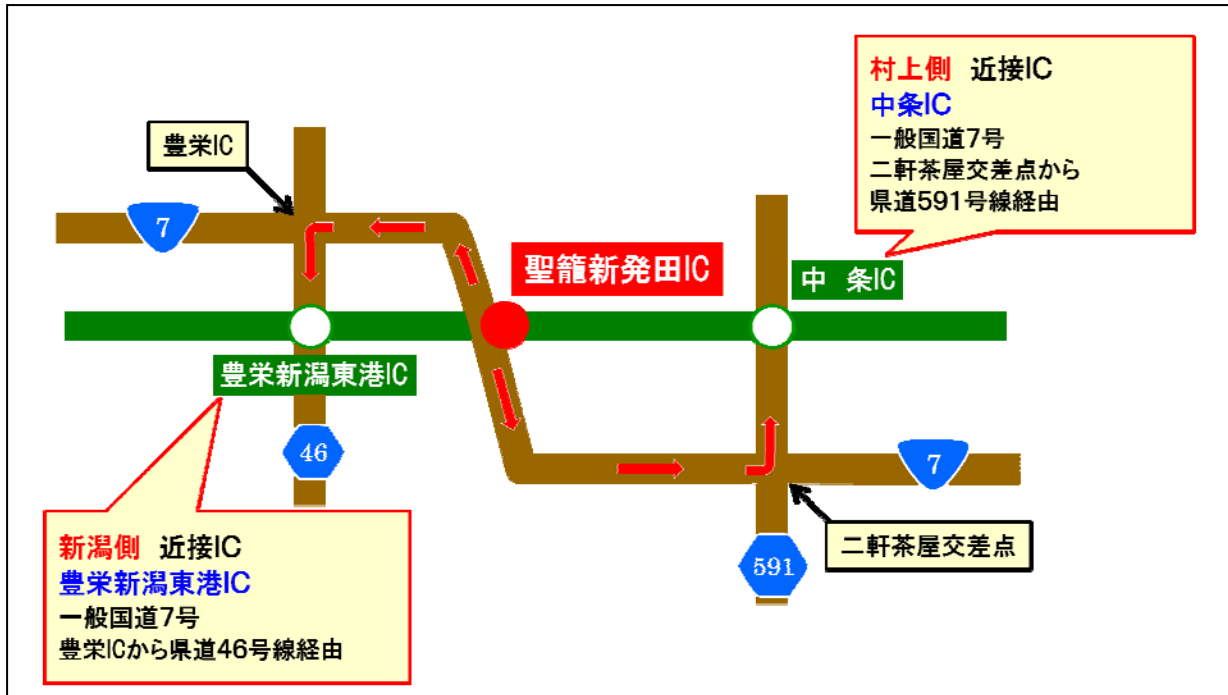 村上側 近接IC
中条IC
一般国道7号
二軒茶屋交差点から
県道591号線経由
豊栄IC
7
聖籠新発田IC
中 条IC
豊栄新潟東港IC
46
7
二軒茶屋交差点
591
新潟側 近接IC
豊栄新潟東港IC
一般国道7号
豊栄ICから県道46号線経由